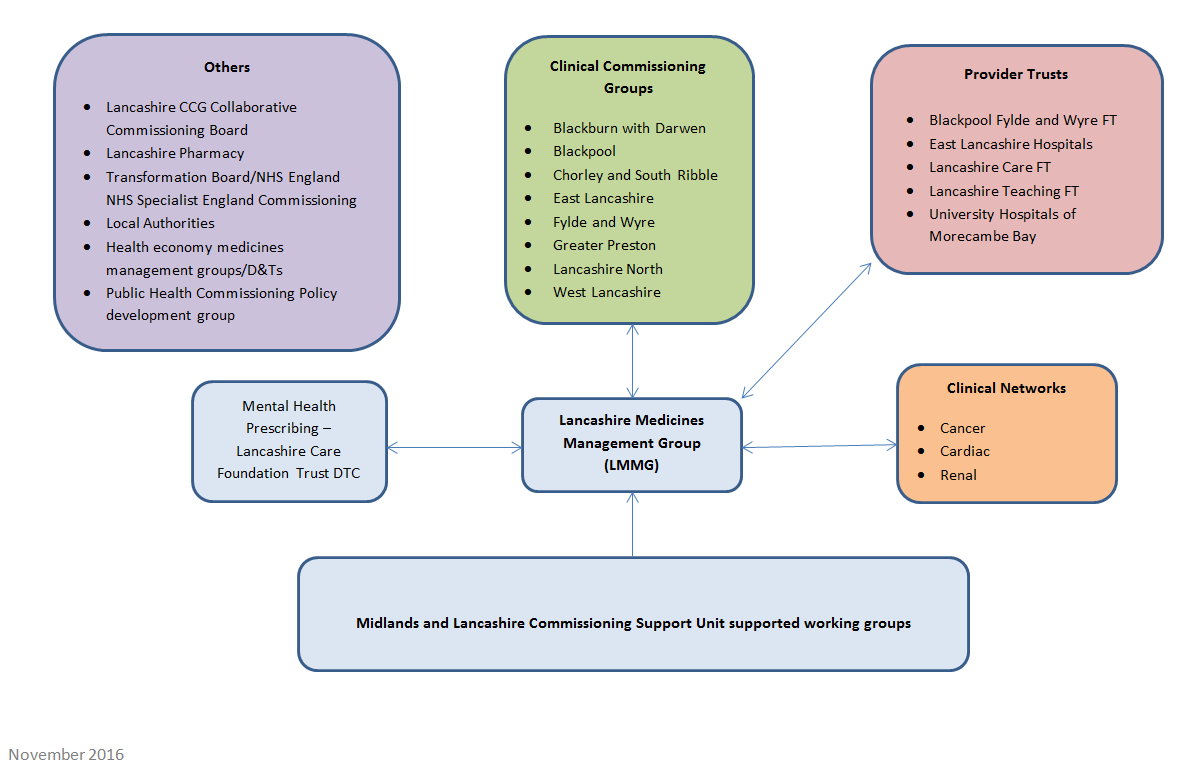 Others
• Lancashire CCG Collaborative
Commissioning Board
• Lancashire Pharmacy
• Transformation Board/NHS England
NHS Specialist England Commissioning
• Local Authorities
• Health economy medicines
management groups/D&Ts
• Public Health Commissioning Policy
development group
Clinical Commissioning
Groups
• Blackburn with Darwen
• Blackpool
• Chorley and South Ribble
• East Lancashire
• Fylde and Wyre
• Greater Preston
• Lancashire North
• West Lancashire
Provider Trusts
• Blackpool Fylde and Wyre FT
• East Lancashire Hospitals
• Lancashire Care FT
• Lancashire Teaching FT
• University Hospitals of
Morecambe Bay
Mental Health
Prescribing –
Lancashire Care
Foundation Trust DTC
Lancashire Medicines
Management Group
(LMMG)
Clinical Networks
• Cancer
• Cardiac
• Renal
Midlands and Lancashire Commissioning Support Unit supported working groups
November 2016